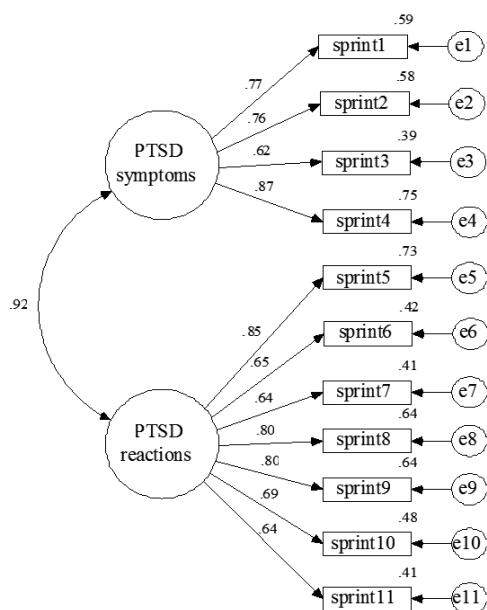 .59
sprint1 e1
.77
.58
sprint2 e2
.76
.39
sprint3 e3
.62
.75
sprint4 e4
.87
PTSD
symptoms
.92
.73
sprint5 e5
.85
.42
sprint6 e6
.65
.41
sprint7 e7
.64
.64
sprint8 e8
.80
.64
sprint9 e9
.80
.48
sprint10 e10
.69
.41
sprint11 e11
.64
PTSD
reactions